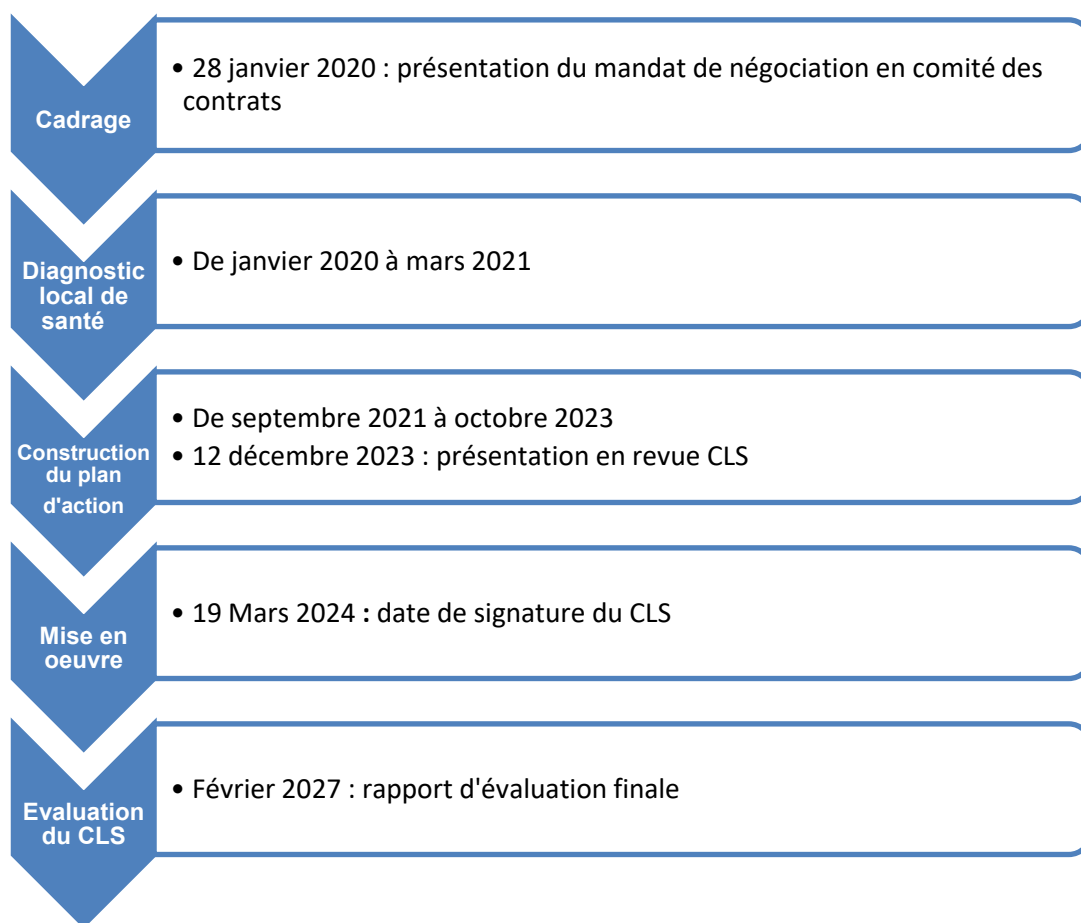 Cadrage
• 28 janvier 2020 : présentation du mandat de négociation en comité des
contrats
Diagnostic
local de
santé
• De janvier 2020 à mars 2021
Construction
du plan
d'action
• De septembre 2021 à octobre 2023
• 12 décembre 2023 : présentation en revue CLS
Mise en
oeuvre
• 19 Mars 2024 : date de signature du CLS
Evaluation
du CLS
• Février 2027 : rapport d'évaluation finale